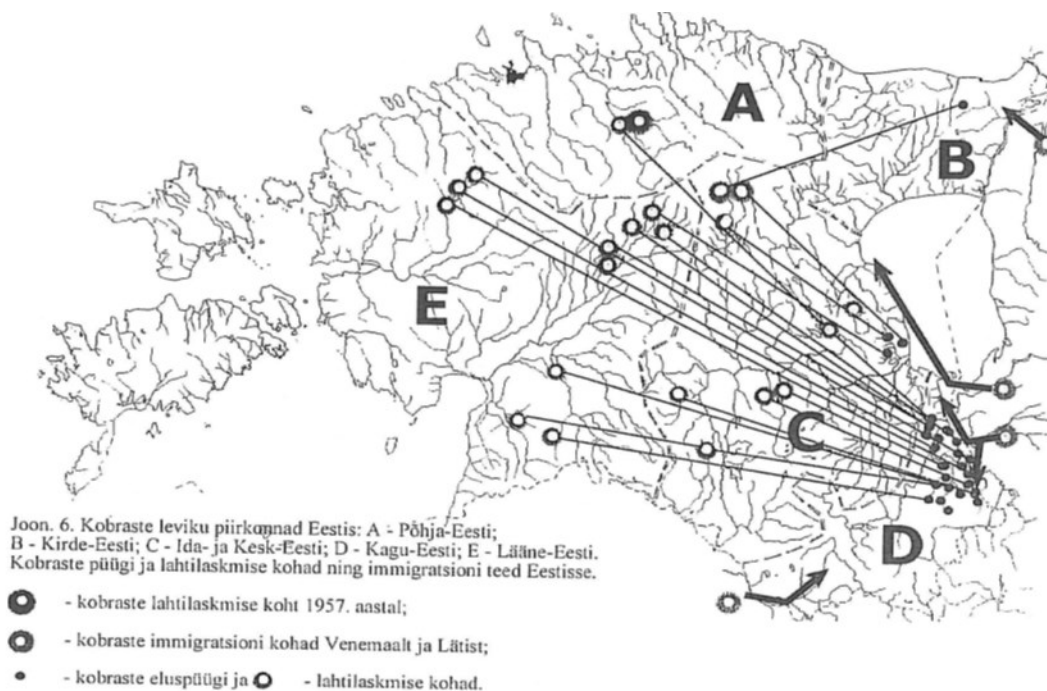 A
B
E
C
D
Joon. 6. Kobraste leviku piirkonnad Eestis: A - Põhja-Eesti;
B - Kirde-Eesti; C - Ida- ja Kesk-Eesti; D - Kagu-Eesti; E - Lääne-Eesti.
Kobraste püügi ja lahtilaskmise kohad ning immigratsioni teed Eestisse.
- kobraste lahtilaskmise koht 1957. aastal;
- kobraste immigratsioni kohad Venemaalt ja Lätist;
- kobraste eluspüügi ja - lahtilaskmise kohad.